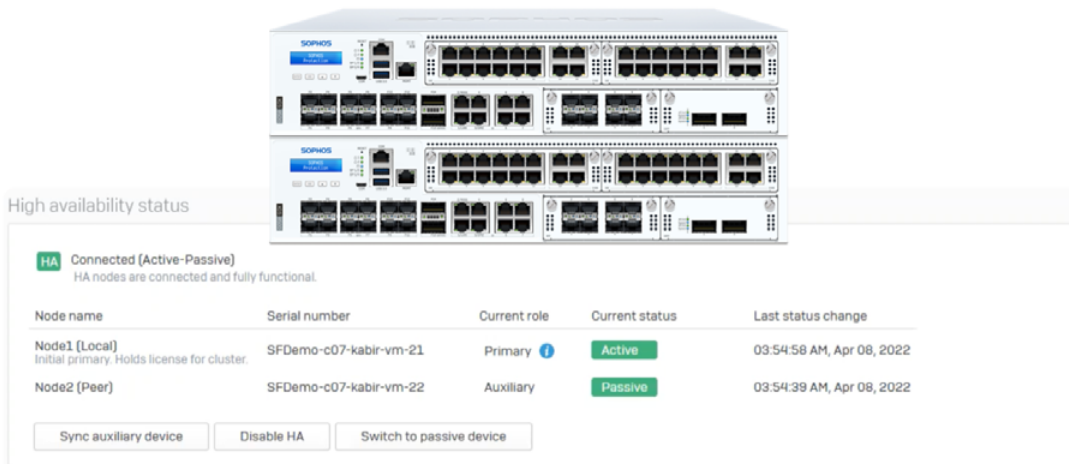 SOPHOS
SOPHOS
High availability status
HA Connected (Active-Passive)
HA nodes are connected and fully functional.
Node name Serial number Current role Current status Last status change
Node1 (Local) SFDemo-c07-kabir-vm-21 Primary i Active 03:54:58 AM, Apr 08, 2022
Initial primary. Holds license for cluster.
Node2 (Peer) SFDemo-c07-kabir-vm-22 Auxiliary Passive 03:54:39 AM, Apr 08, 2022
Sync auxiliary device Disable HA Switch to passive device